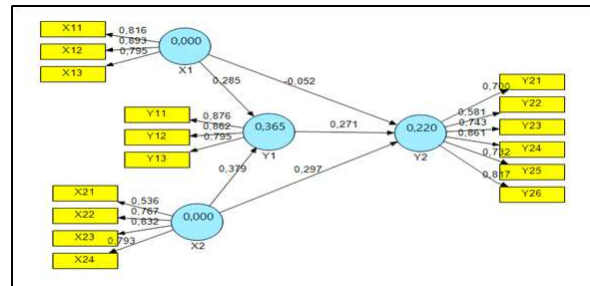 X11
0,816
X12
0,893
X13
0,795
0,000
X1
0,285
-0,052
Y11
0,876
Y12
0,862
Y13
0,795
0,365
Y1
0,271
0,220
Y2
0,700
Y21
0,581
Y22
0,743
Y23
0,861
Y24
0,732
Y25
0,817
Y26
0,379
0,297
X21
0,536
X22
0,767
X23
0,832
X24
0,793
0,000
X2